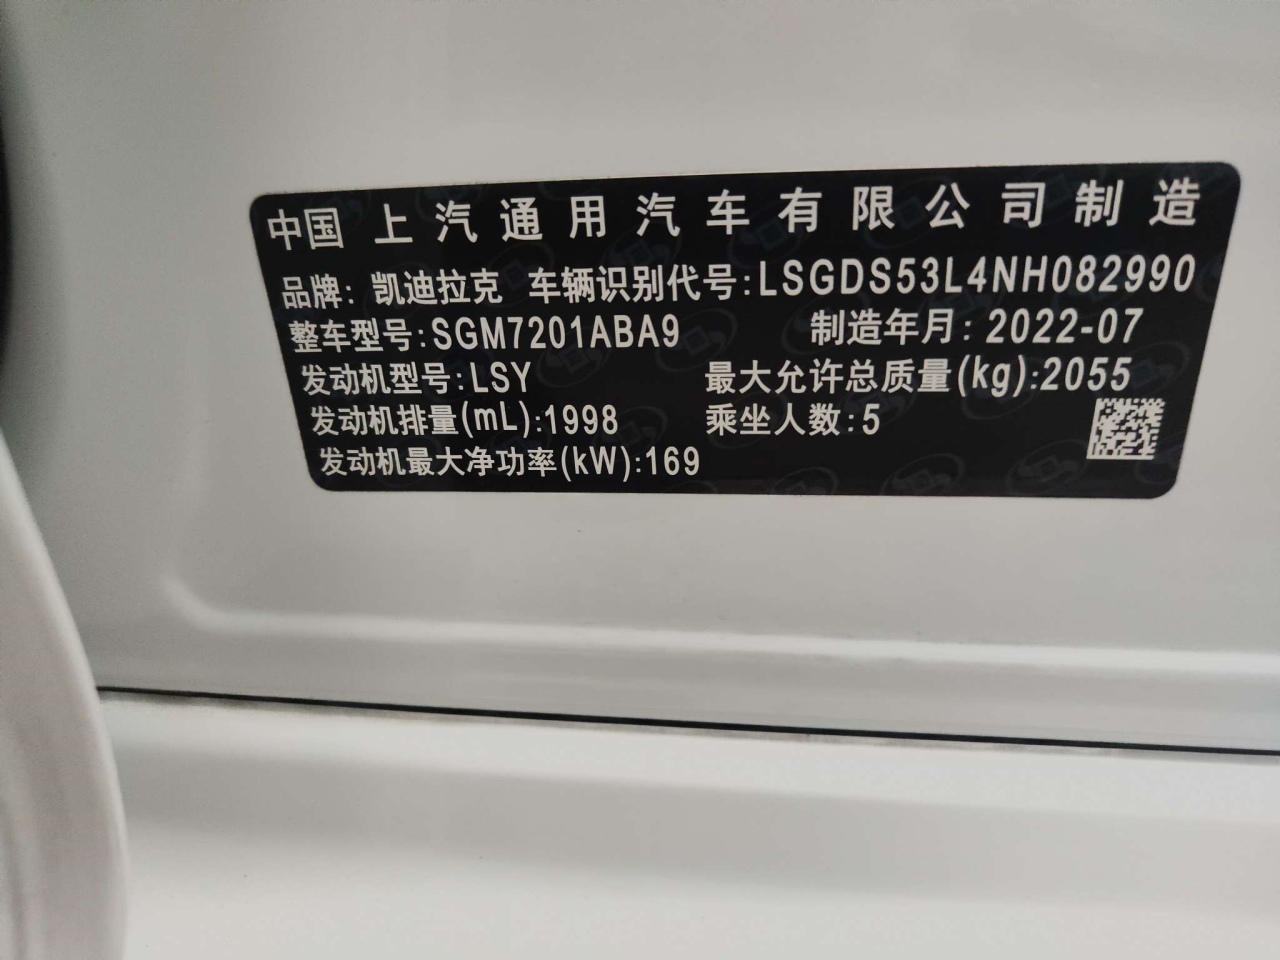 中国 上汽通用汽车有限公司制造
品牌: 凯迪拉克 车辆识别代号:LSGDS53L4NH082990
整车型号:SGM7201ABA9 制造年月: 2022-07
发动机型号:LSY 最大允许总质量(kg):2055
发动机排量(mL):1998 乘坐人数:5
发动机最大净功率(kW):169